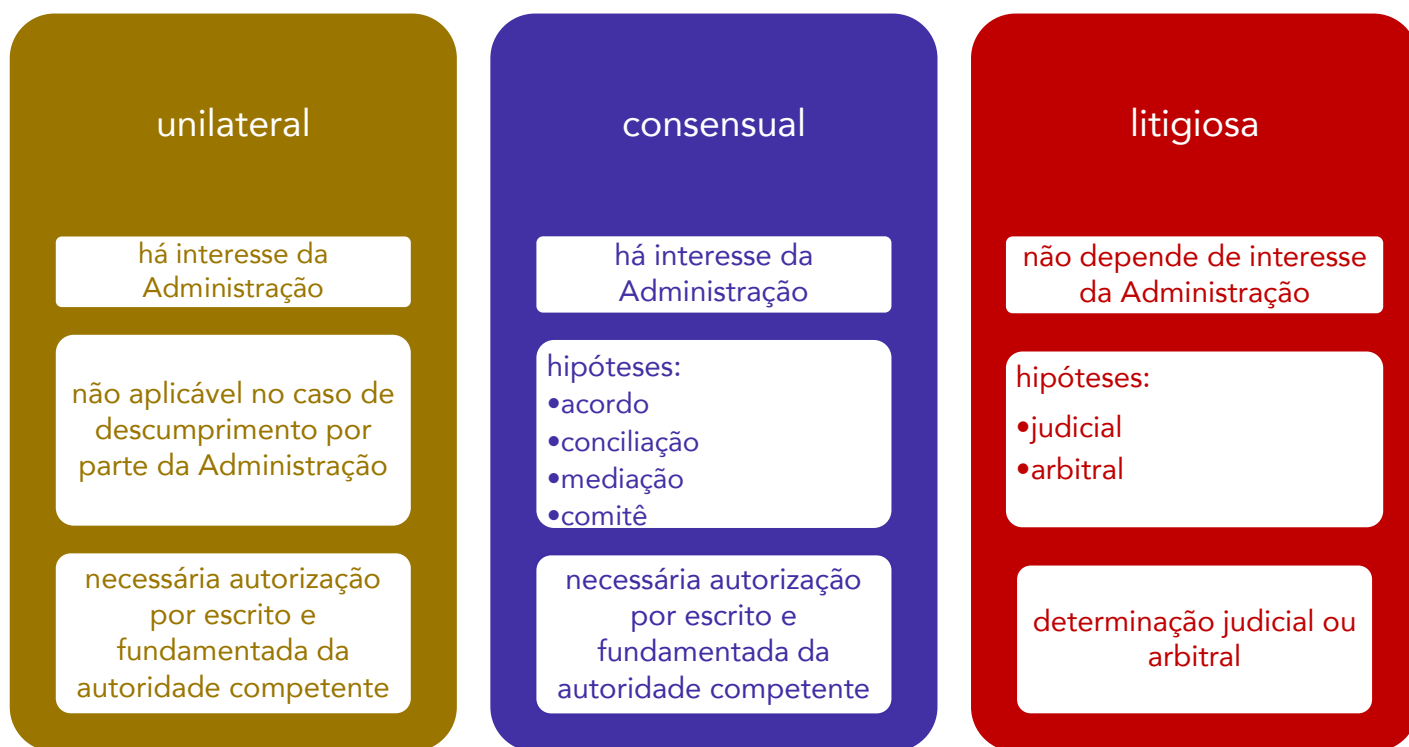 unilateral
há interesse da
Administração
não aplicável no caso de
descumprimento por
parte da Administração
necessária autorização
por escrito e
fundamentada da
autoridade competente
consensual
há interesse da
Administração
hipóteses:
•acordo
•conciliação
•mediação
•comitê
necessária autorização
por escrito e
fundamentada da
autoridade competente
litigiosa
não depende de interesse
da Administração
hipóteses:
•judicial
•arbitral
determinação judicial ou
arbitral